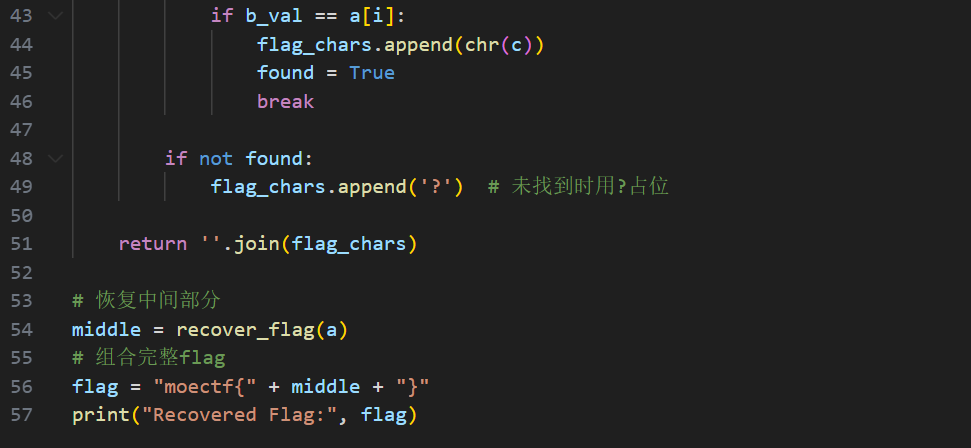 43 if b_val == a[i]:
44 flag_chars.append(chr(c))
45 found = True
46 break
47
48 if not found:
49 flag_chars.append('?')  # 未找到时用?占位
50
51 return ''.join(flag_chars)
52
53 # 恢复中间部分
54 middle = recover_flag(a)
55 # 组合完整flag
56 flag = "moectf{" + middle + "}"
57 print("Recovered Flag:", flag)